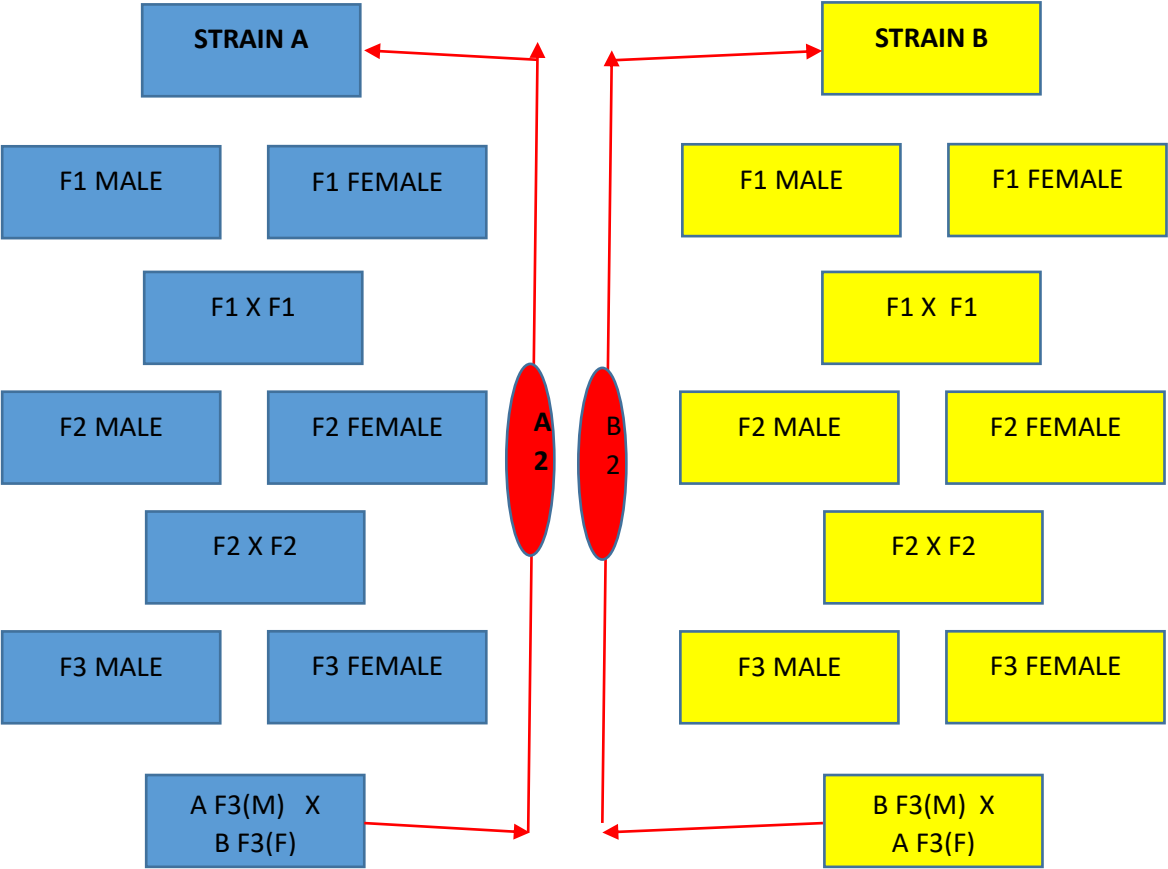 STRAIN A
STRAIN B
F1 MALE
F1 FEMALE
F1 MALE
F1 FEMALE
F1 X F1
F1 X F1
F2 MALE
F2 FEMALE
A
2
B
2
F2 MALE
F2 FEMALE
F2 X F2
F2 X F2
F3 MALE
F3 FEMALE
F3 MALE
F3 FEMALE
A F3(M) X
B F3(F)
B F3(M) X
A F3(F)